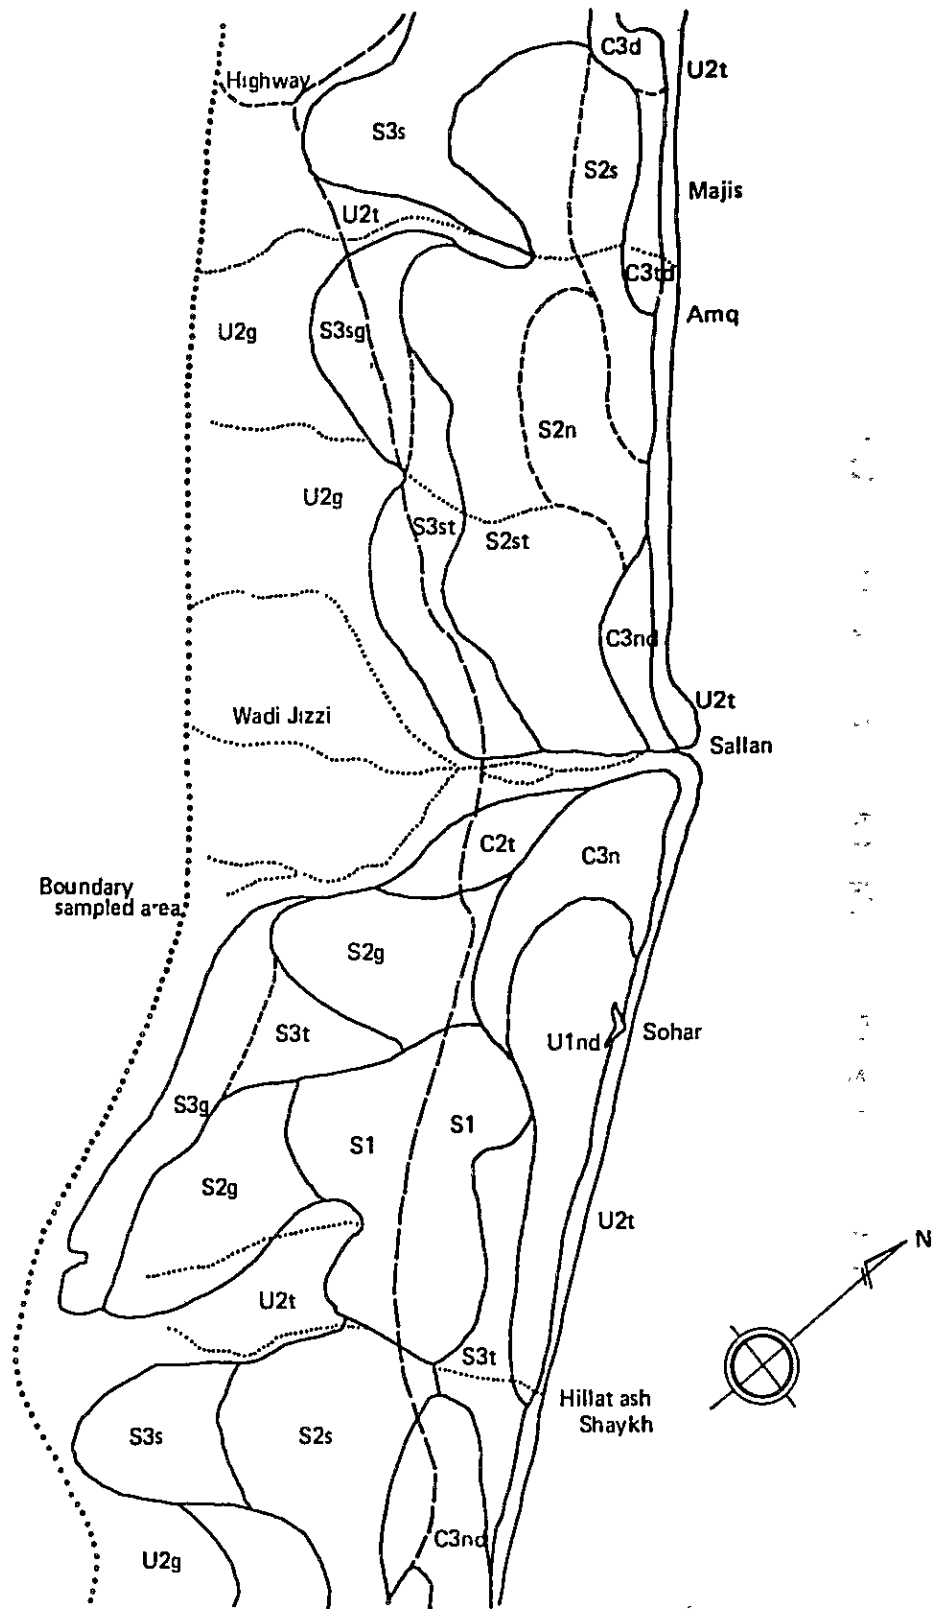 C3d
U2t
Highway
S3s
S2s
Majis
U2t
C3td
Amq
U2g
S3sg
S2n
U2g
S3st
S2st
C3nd
U2t
Wadi Jizzi
Sallan
C2t
C3n
Boundary
sampled area
S2g
S3t
U1nd
Sohar
S3g
S1
S1
S2g
U2t
N
U2t
S3t
Hillat ash
Shaykh
S3s
S2s
C3nd
U2g